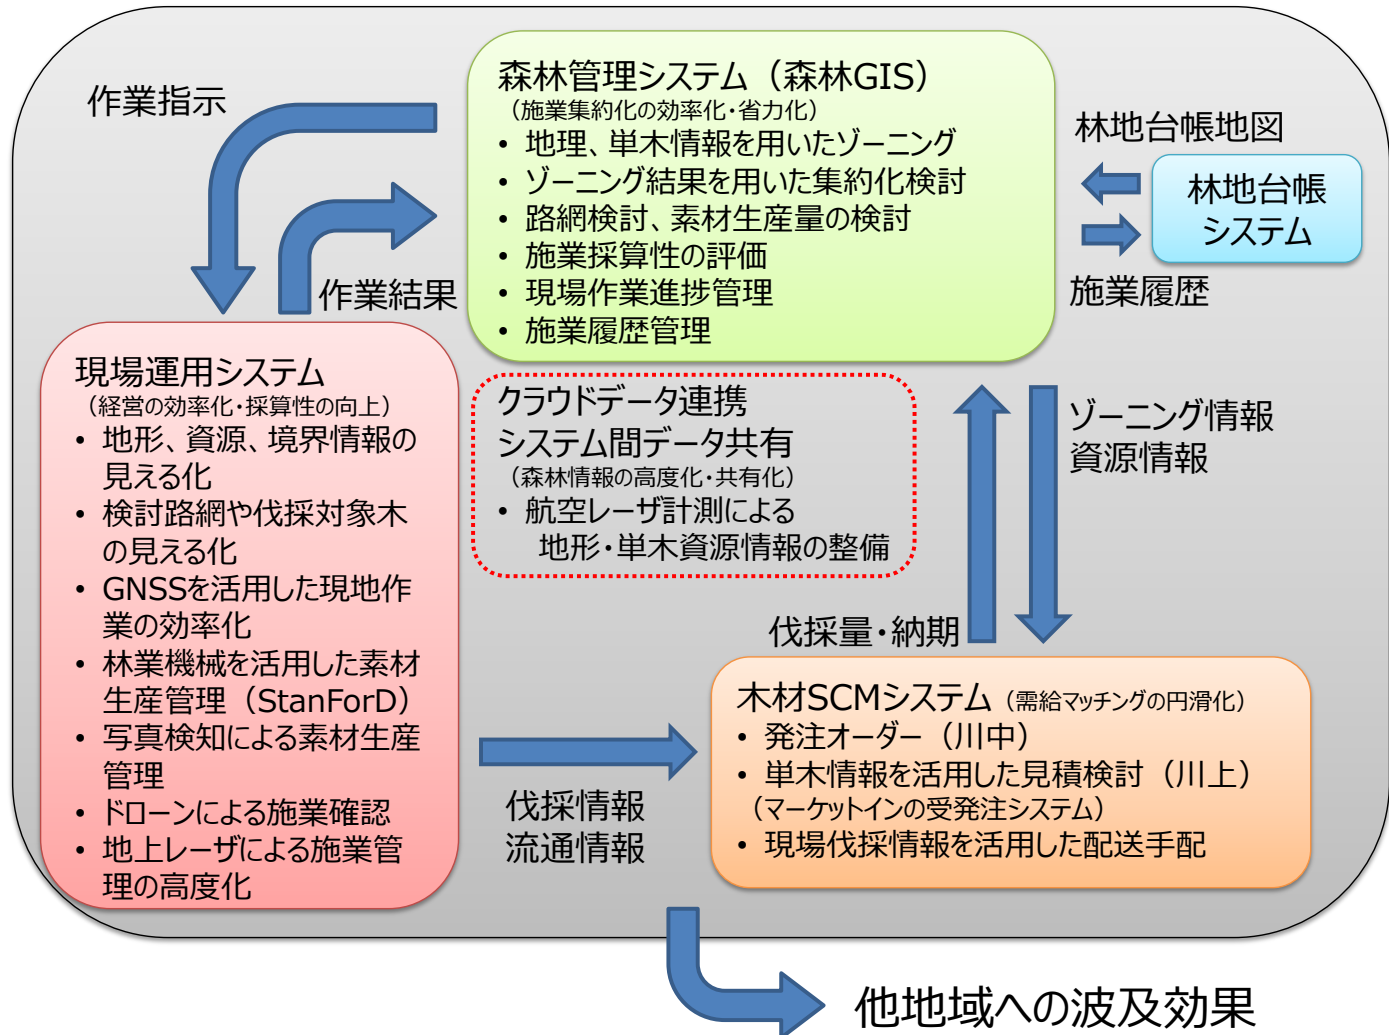 作業指示
作業結果
森林管理システム（森林GIS）
（施業集約化の効率化・省力化）
• 地理、単木情報を用いたゾーニング
• ゾーニング結果を用いた集約化検討
• 路網検討、素材生産量の検討
• 施業採算性の評価
• 現場作業進捗管理
• 施業履歴管理
林地台帳地図
林地台帳
システム
施業履歴
現場運用システム
（経営の効率化・採算性の向上）
• 地形、資源、境界情報の
見える化
• 検討路網や伐採対象木
の見える化
• GNSSを活用した現地作
業の効率化
• 林業機械を活用した素材
生産管理（StanForD）
• 写真検知による素材生産
管理
• ドローンによる施業確認
• 地上レーザによる施業管
理の高度化
クラウドデータ連携
システム間データ共有
（森林情報の高度化・共有化）
• 航空レーザ計測による
地形・単木資源情報の整備
ゾーニング情報
資源情報
伐採量・納期
伐採情報
流通情報
木材SCMシステム（需給マッチングの円滑化）
• 発注オーダー（川中）
• 単木情報を活用した見積検討（川上）
（マーケットインの受発注システム）
• 現場伐採情報を活用した配送手配
他地域への波及効果